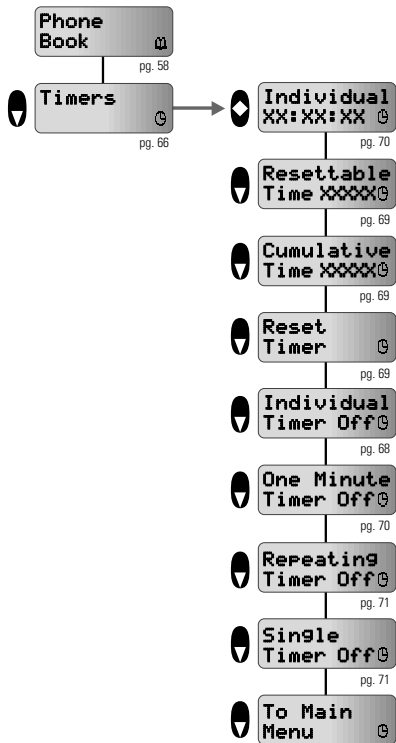 Phone
Book
pg. 58
Timers
pg. 66
Individual
XX:XX:XX
pg. 70
Resettable
Time XXXXX
pg. 69
Cumulative
Time XXXXX
pg. 69
Reset
Timer
pg. 69
Individual
Timer Off
pg. 68
One Minute
Timer Off
pg. 70
Repeating
Timer Off
pg. 71
Single
Timer Off
pg. 71
To Main
Menu